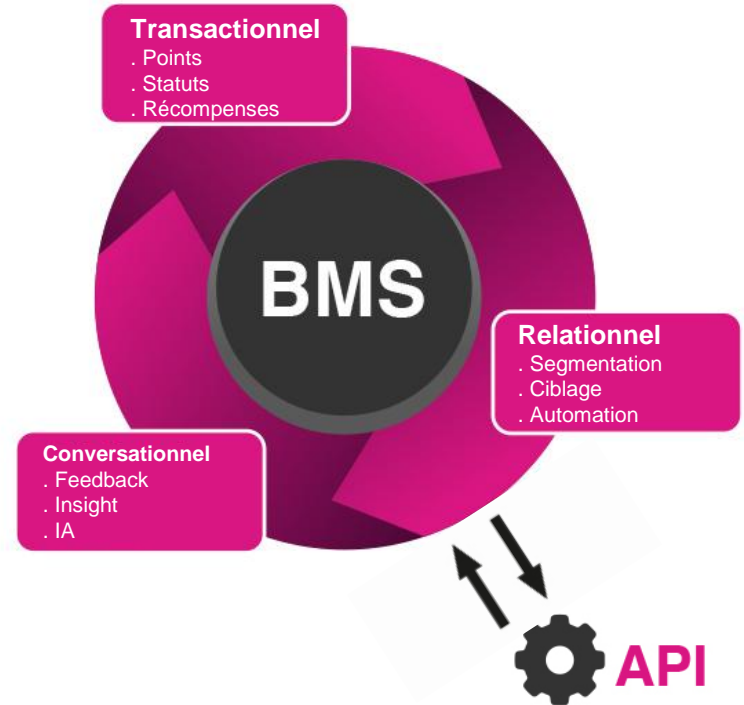 Transactionnel
. Points
. Statuts
. Récompenses
BMS
Relationnel
. Segmentation
. Ciblage
. Automation
Conversationnel
. Feedback
. Insight
. IA
API